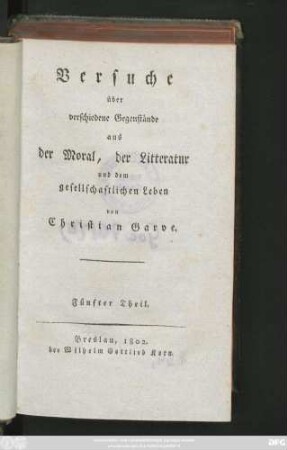 Versuche
über
verschiedene Gegenstände
aus
der Moral, der Litteratur
und dem
gesellschaftlichen Leben
von
Christian Garve.
Fünfter Theil.
Breslau, 1802.
bey Wilhelm Gottlieb Korn.